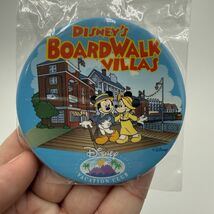 DISNEY'S
BOARDWALK
VILLAS
Disney
VACATION CLUB